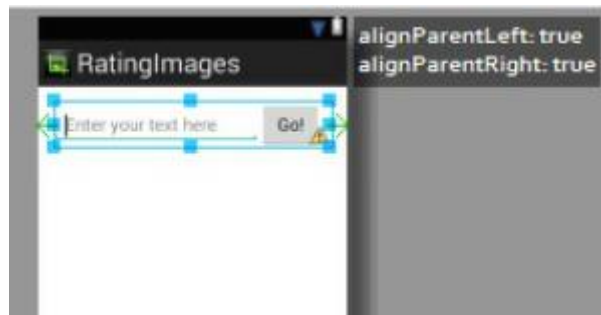 alignParentLeft: true
alignParentRight: true
RatingImages
Enter your text here
Go!